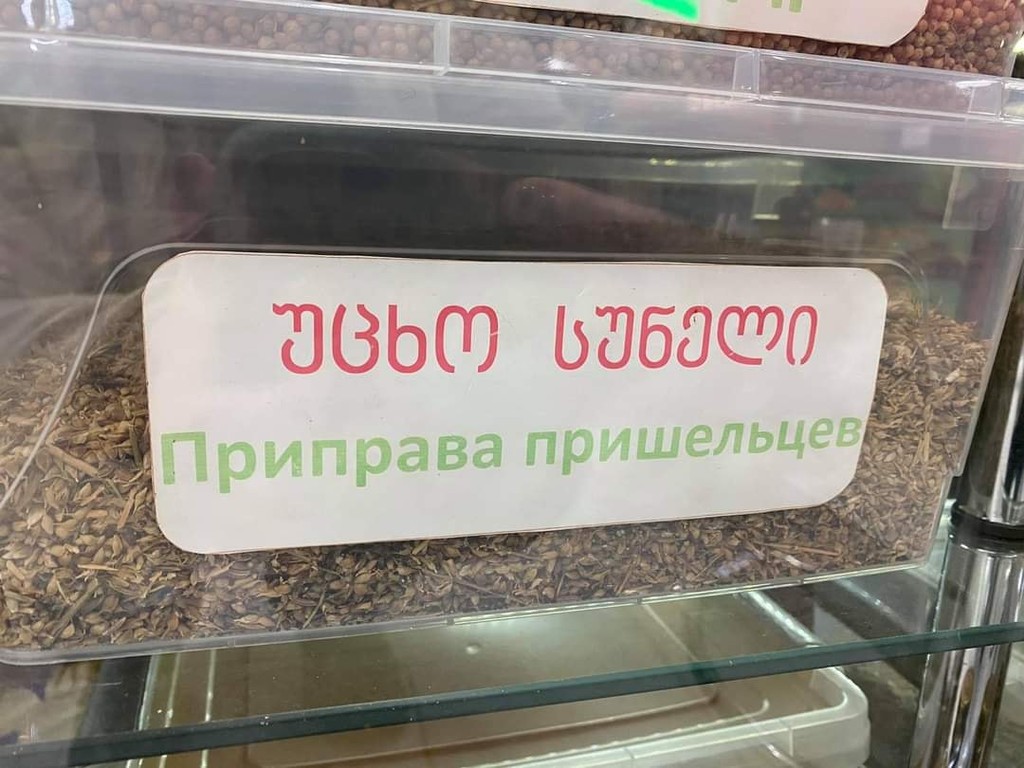 უცხო სუნელი
Приправа пришельцев